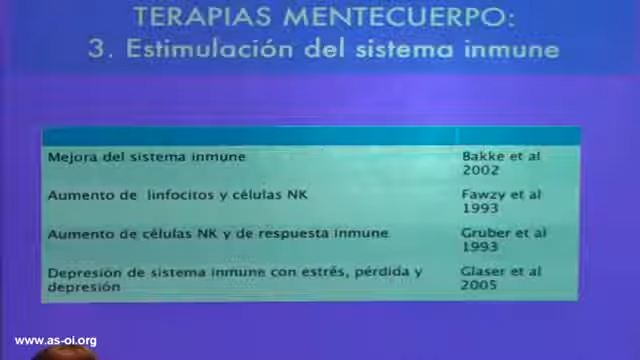 TERAPIAS MENTECUERPO:
3. Estimulación del sistema inmune
Mejora del sistema inmune
Bakke et al
2002
Aumento de linfocitos y células NK
Fawzy et al
1993
Aumento de células NK y de respuesta inmune
Gruber et al
1993
Depresión de sistema inmune con estrés, pérdida y
depresión
Glaser et al
2005
www.as-oi.org